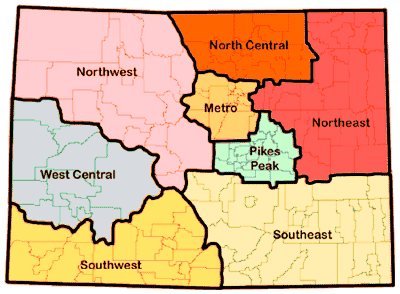 North Central
Northwest
Metro
Northeast
Pikes
Peak
West Central
Southeast
Southwest